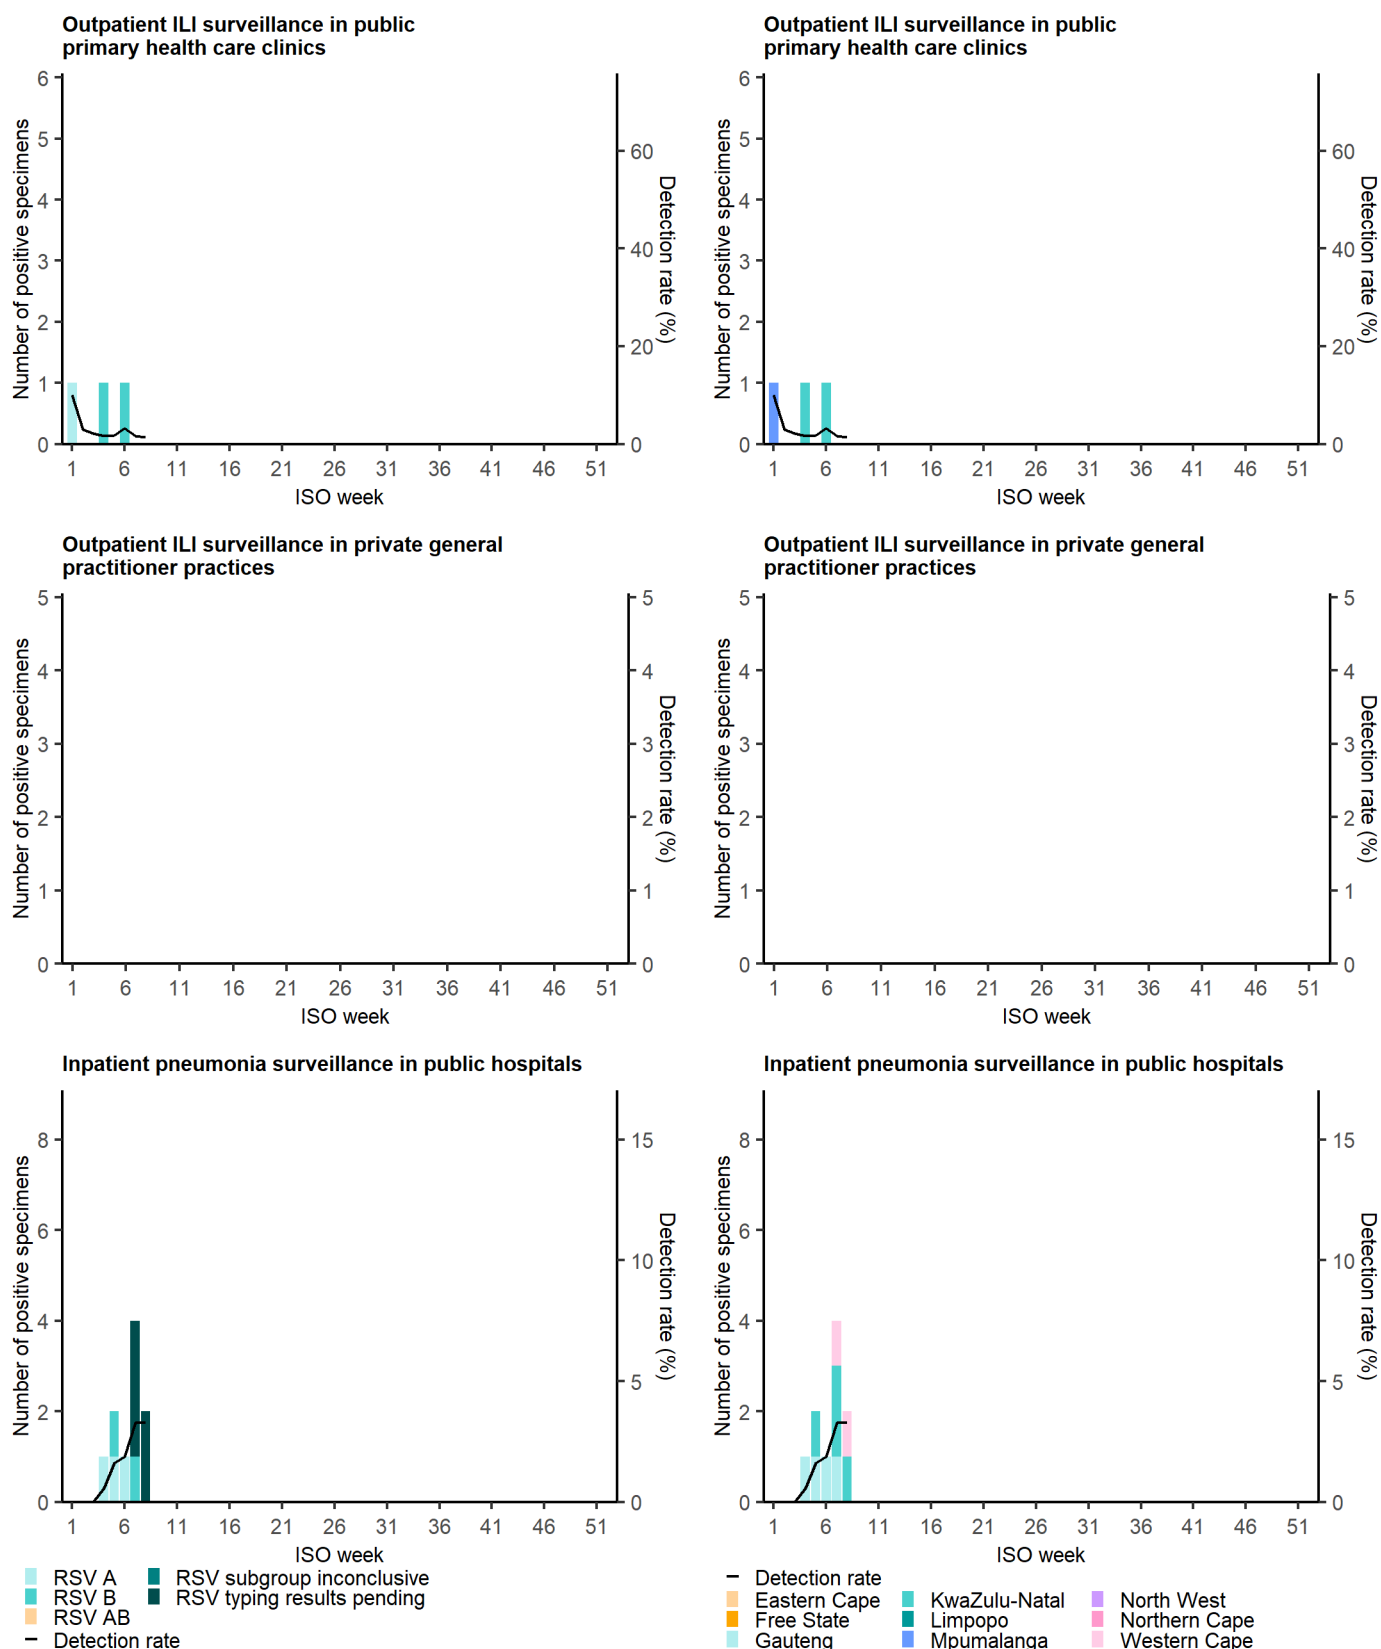 Outpatient ILI surveillance in public
primary health care clinics
6
5
4
3
2
1
0
Number of positive specimens
60
40
20
0
Detection rate (%)
1 6 11 16 21 26 31 36 41 46 51
ISO week
Outpatient ILI surveillance in public
primary health care clinics
6
5
4
3
2
1
0
Number of positive specimens
60
40
20
0
Detection rate (%)
1 6 11 16 21 26 31 36 41 46 51
ISO week
Outpatient ILI surveillance in private general
practitioner practices
5
4
3
2
1
0
Number of positive specimens
5
4
3
2
1
0
Detection rate (%)
1 6 11 16 21 26 31 36 41 46 51
ISO week
Outpatient ILI surveillance in private general
practitioner practices
5
4
3
2
1
0
Number of positive specimens
5
4
3
2
1
0
Detection rate (%)
1 6 11 16 21 26 31 36 41 46 51
ISO week
Inpatient pneumonia surveillance in public hospitals
8
6
4
2
0
Number of positive specimens
15
10
5
0
Detection rate (%)
1 6 11 16 21 26 31 36 41 46 51
ISO week
RSV A
RSV B
RSV AB
Detection rate
RSV subgroup inconclusive
RSV typing results pending
Inpatient pneumonia surveillance in public hospitals
8
6
4
2
0
Number of positive specimens
15
10
5
0
Detection rate (%)
1 6 11 16 21 26 31 36 41 46 51
ISO week
Detection rate
Eastern Cape
Free State
Gauteng
KwaZulu-Natal
Limpopo
Mpumalanga
North West
Northern Cape
Western Cape